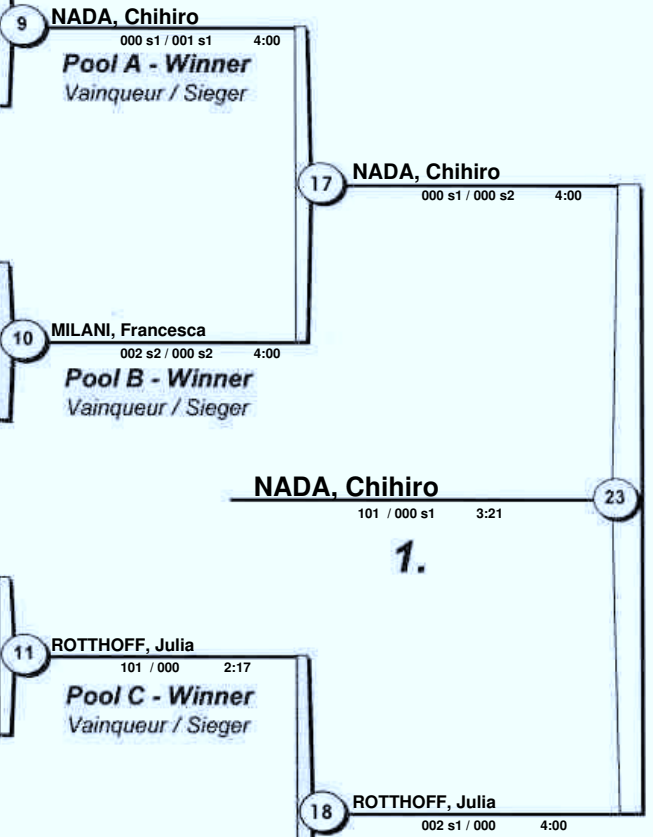 9 NADA, Chihiro
000 s1 / 001 s1 4:00
Pool A - Winner
Vainqueur / Sieger
17 NADA, Chihiro
000 s1 / 000 s2 4:00
10 MILANI, Francesca
002 s2 / 000 s2 4:00
Pool B - Winner
Vainqueur / Sieger
NADA, Chihiro 23
101 / 000 s1 3:21
1.
11 ROTTHOFF, Julia
101 / 000 2:17
Pool C - Winner
Vainqueur / Sieger
18 ROTTHOFF, Julia
002 s1 / 000 4:00